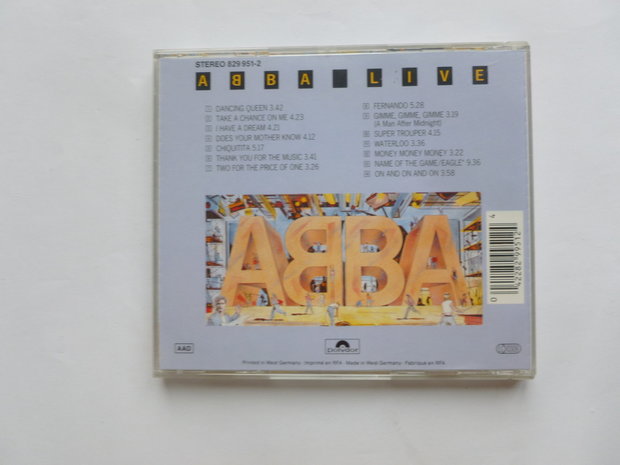 STEREO 829 951-2
ABBA LIVE
DANCING QUEEN 3.42
TAKE A CHANCE ON ME 4.23
I HAVE A DREAM 4.21
DOES YOUR MOTHER KNOW 4.12
CHIQUITITA 5.17
THANK YOU FOR THE MUSIC 3.41
TWO FOR THE PRICE OF ONE 3.26
FERNANDO 5.28
GIMME, GIMME, GIMME 3.19
(A Man After Midnight)
SUPER TROUPER 4.15
WATERLOO 3.36
MONEY MONEY MONEY 3.22
NAME OF THE GAME/EAGLE* 9.36
ON AND ON AND ON 3.58
ABBA
0 42282 99512 4
AAD
polydor
Printed in West Germany · Imprimé en RFA · Made in West Germany · Fabriqué en RFA